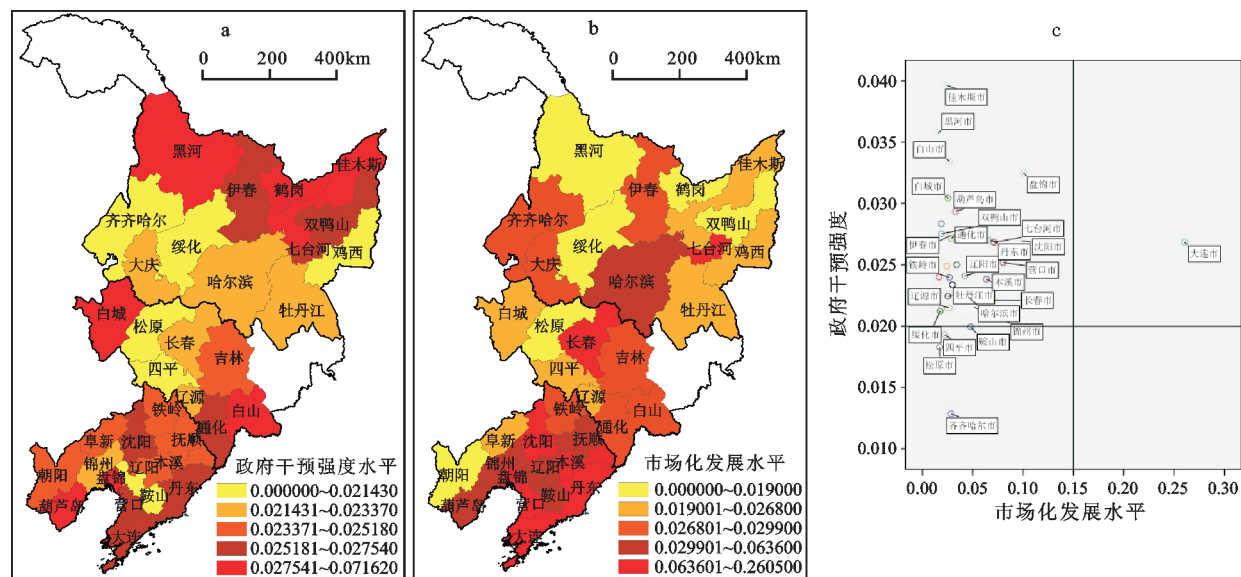 a
0 200 400km
黑河
佳木斯
伊春
鹤岗
齐齐哈尔
双鸭山
绥化
七台河
鸡西
大庆
哈尔滨
牡丹江
白城
松原
长春
吉林
四平
辽源
铁岭
白山
通化
阜新
沈阳
抚顺
朝阳
锦州
辽阳
本溪
盘锦
鞍山
丹东
葫芦岛
营口
大连
政府干预强度水平
0.000000~0.021430
0.021431~0.023370
0.023371~0.025180
0.025181~0.027540
0.027541~0.071620
b
0 200 400km
黑河
佳木斯
伊春
鹤岗
齐齐哈尔
双鸭山
绥化
七台河
鸡西
大庆
哈尔滨
牡丹江
白城
松原
长春
吉林
四平
辽源
铁岭
白山
通化
阜新
沈阳
抚顺
朝阳
锦州
辽阳
本溪
盘锦
鞍山
丹东
葫芦岛
营口
大连
市场化发展水平
0.000000~0.019000
0.019001~0.026800
0.026801~0.029900
0.029901~0.063600
0.063601~0.260500
c
政府干预强度
0.040
0.035
0.030
0.025
0.020
0.015
0.010
佳木斯市
黑河市
白山市
盘锦市
白城市
葫芦岛市
双鸭山市
七台河市
伊春市
通化市
丹东市
沈阳市
大连市
铁岭市
辽阳市
营口市
本溪市
辽源市
牡丹江市
长春市
哈尔滨市
锦州市
绥化市
四平市
鞍山市
松原市
齐齐哈尔市
0.00 0.05 0.10 0.15 0.20 0.25 0.30
市场化发展水平